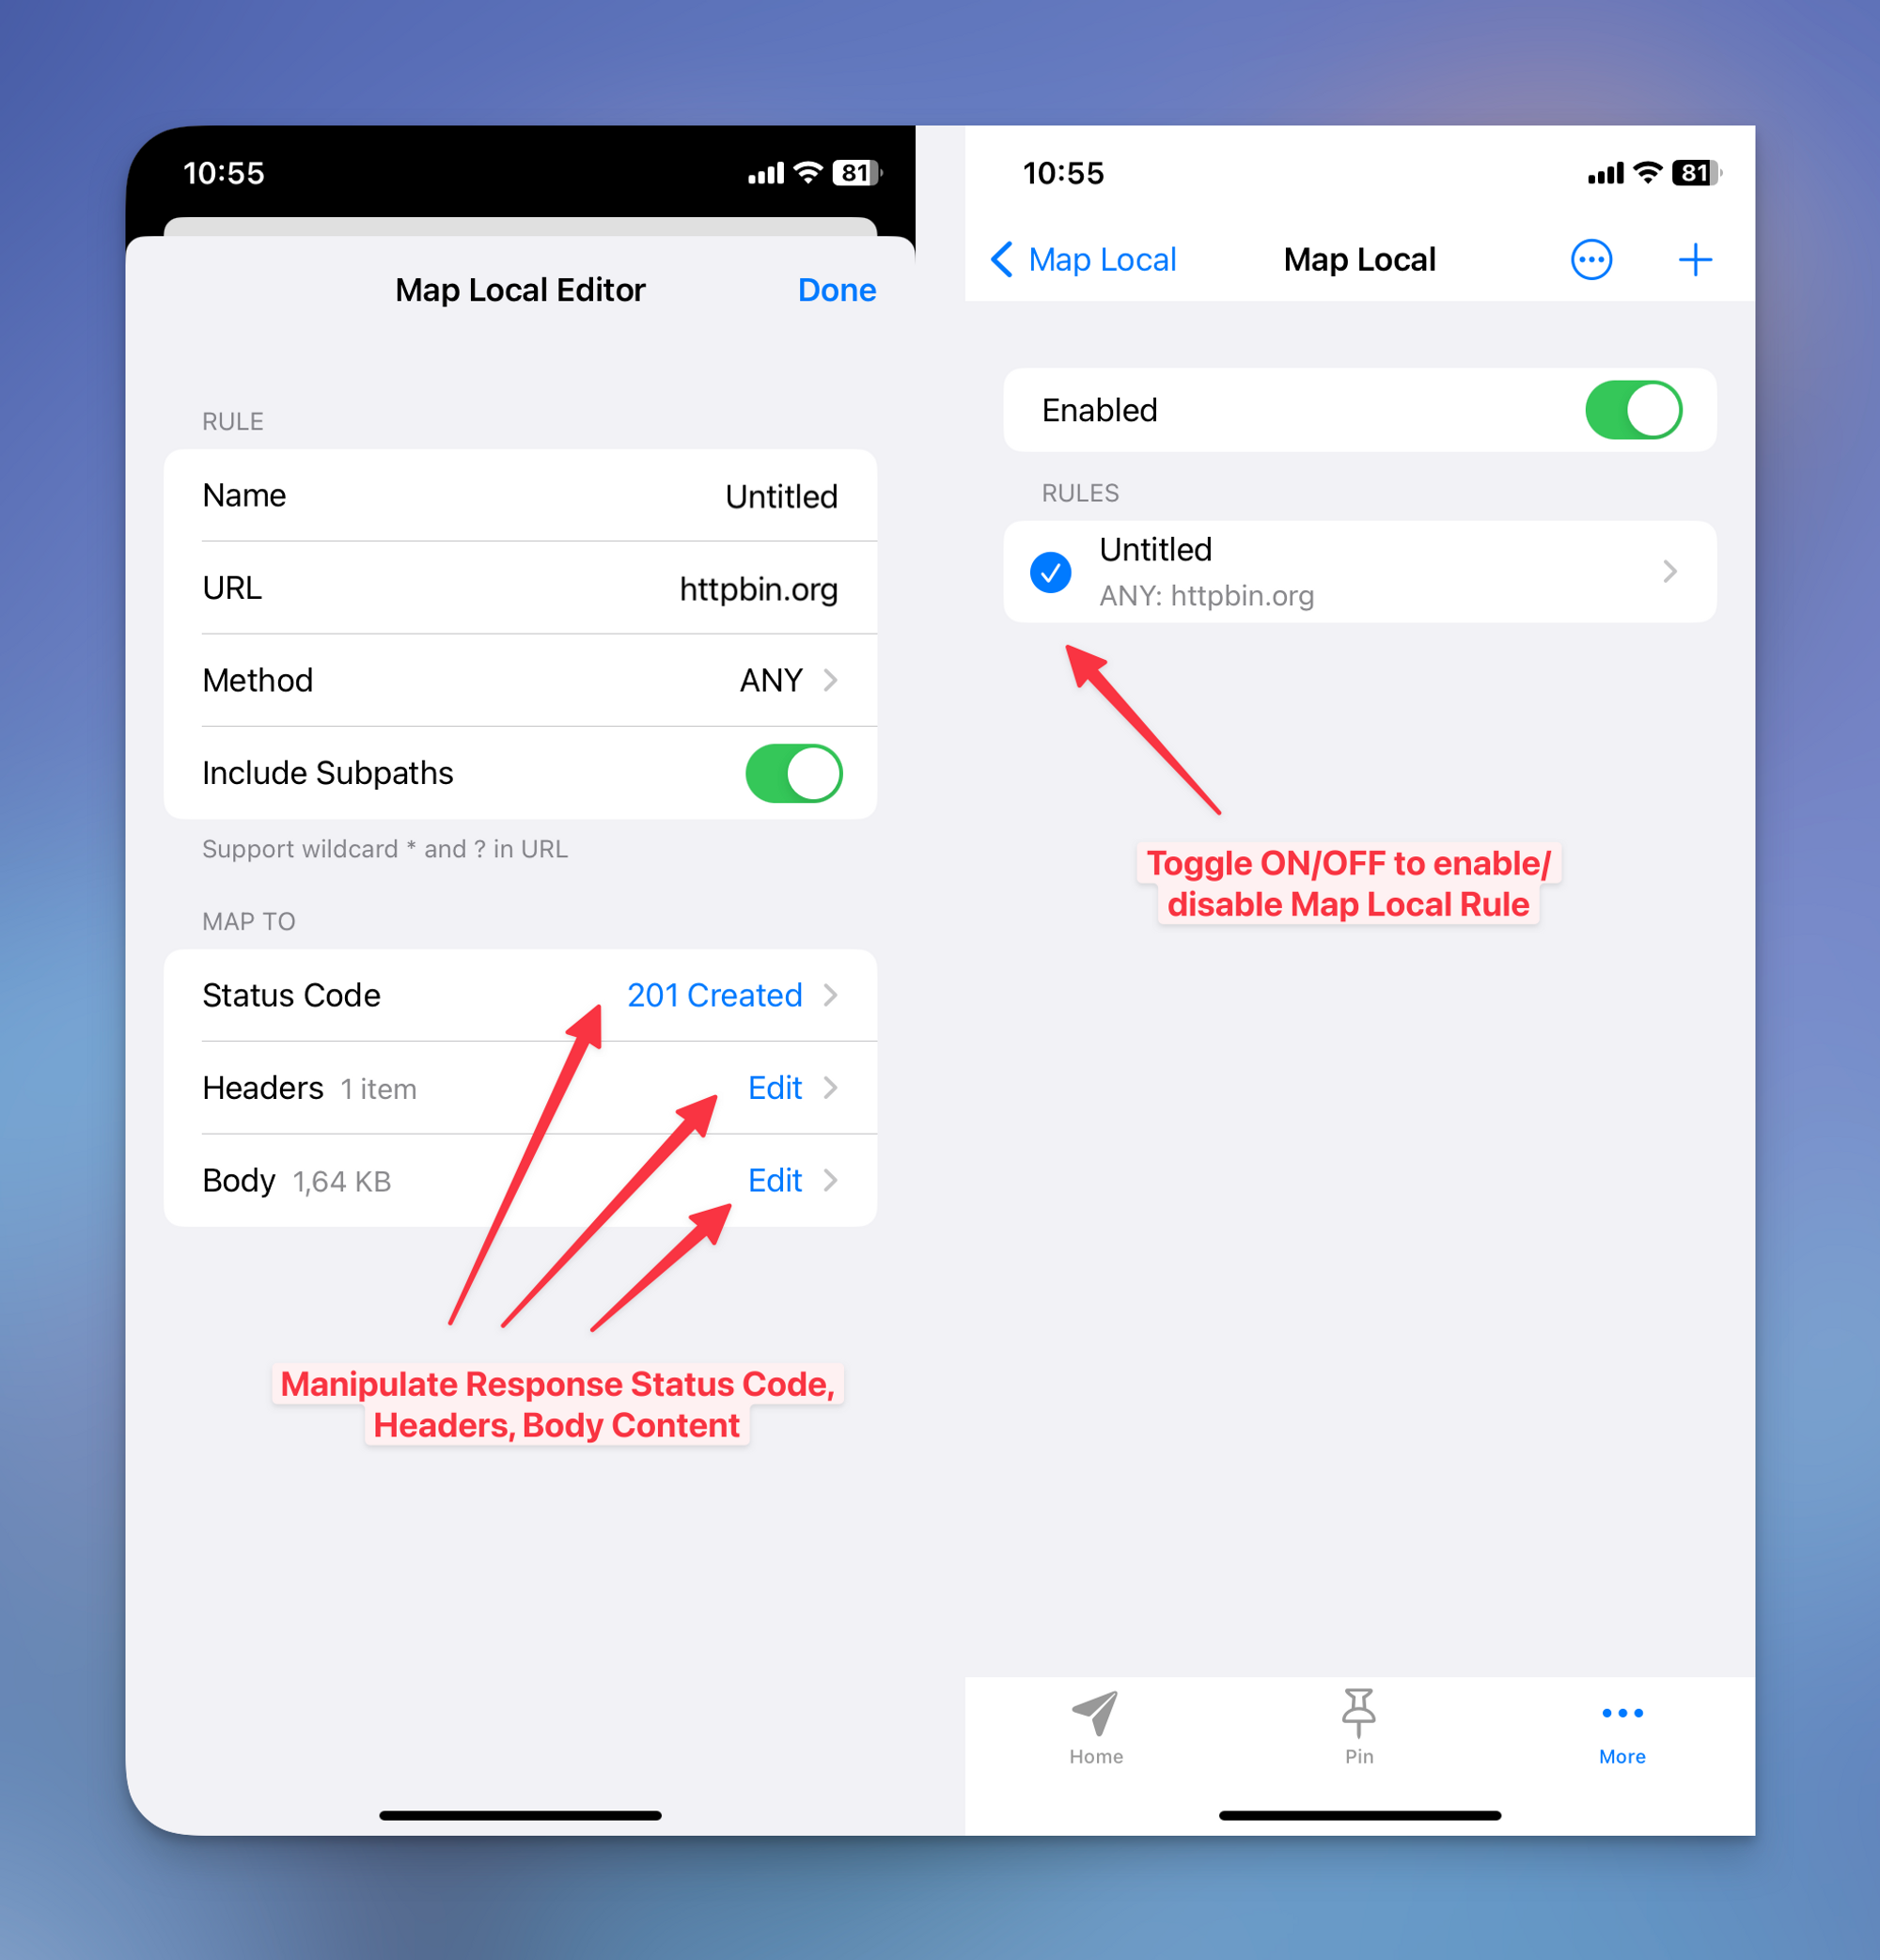 10:55
81
Map Local Editor
Done
RULE
Name
Untitled
URL
httpbin.org
Method
ANY
Include Subpaths
Support wildcard * and ? in URL
MAP TO
Status Code
201 Created
Headers 1 item
Edit
Body 1,64 KB
Edit
Manipulate Response Status Code,
Headers, Body Content
10:55
81
Map Local
Map Local
Enabled
RULES
Untitled
ANY: httpbin.org
Toggle ON/OFF to enable/
disable Map Local Rule
Home
Pin
More